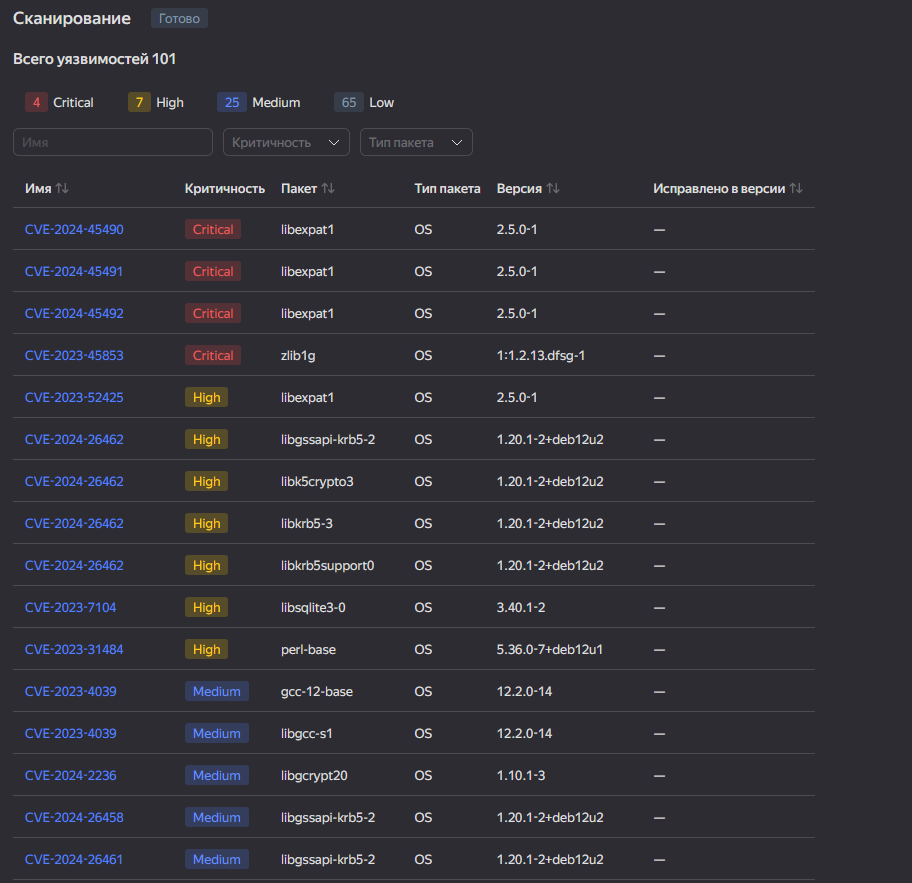 Сканирование Готово
Всего уязвимостей 101
4 Critical 7 High 25 Medium 65 Low
Имя Критичность Тип пакета
Имя Критичность Пакет Тип пакета Версия Исправлено в версии
CVE-2024-45490 Critical libexpat1 OS 2.5.0-1 —
CVE-2024-45491 Critical libexpat1 OS 2.5.0-1 —
CVE-2024-45492 Critical libexpat1 OS 2.5.0-1 —
CVE-2023-45853 Critical zlib1g OS 1:1.2.13.dfsg-1 —
CVE-2023-52425 High libexpat1 OS 2.5.0-1 —
CVE-2024-26462 High libgssapi-krb5-2 OS 1.20.1-2+deb12u2 —
CVE-2024-26462 High libk5crypto3 OS 1.20.1-2+deb12u2 —
CVE-2024-26462 High libkrb5-3 OS 1.20.1-2+deb12u2 —
CVE-2024-26462 High libkrb5support0 OS 1.20.1-2+deb12u2 —
CVE-2023-7104 High libsqlite3-0 OS 3.40.1-2 —
CVE-2023-31484 High perl-base OS 5.36.0-7+deb12u1 —
CVE-2023-4039 Medium gcc-12-base OS 12.2.0-14 —
CVE-2023-4039 Medium libgcc-s1 OS 12.2.0-14 —
CVE-2024-2236 Medium libgcrypt20 OS 1.10.1-3 —
CVE-2024-26458 Medium libgssapi-krb5-2 OS 1.20.1-2+deb12u2 —
CVE-2024-26461 Medium libgssapi-krb5-2 OS 1.20.1-2+deb12u2 —